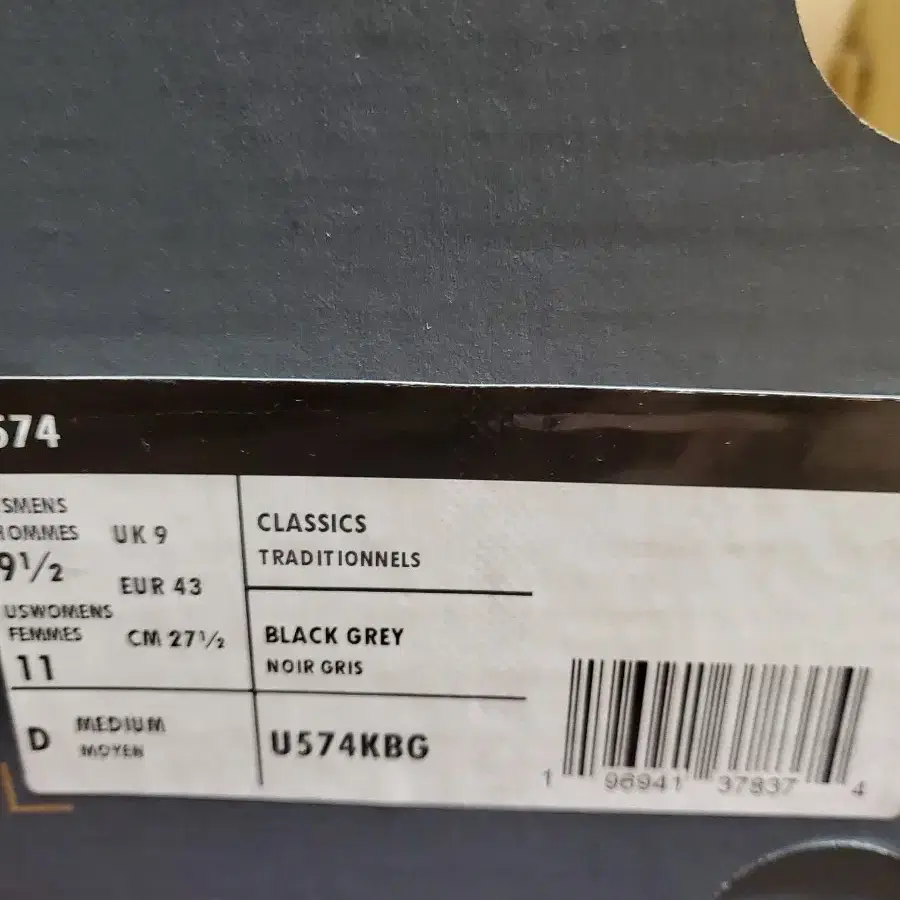 574
SMENS
HOMMES
9½
UK 9
EUR 43
USWOMENS
FEMMES
11
CM 27½
D
MEDIUM
MOYEN
CLASSICS
TRADITIONNELS
BLACK GREY
NOIR GRIS
U574KBG
1 96941 37837 4